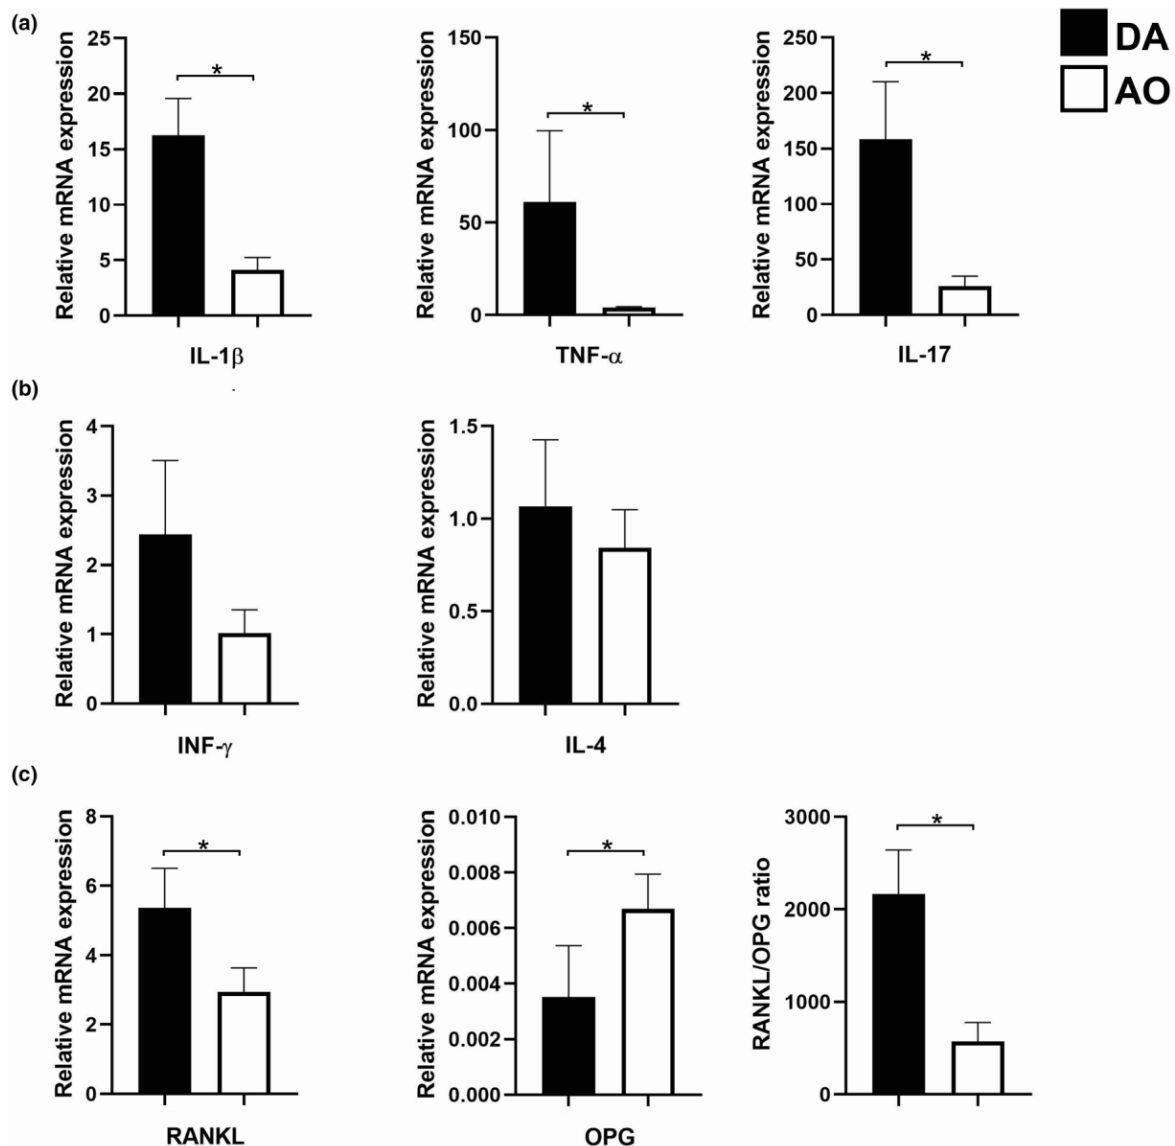 (a)
DA
AO
Relative mRNA expression
25
20
15
10
5
0
*
IL-1β
Relative mRNA expression
150
100
50
0
*
TNF-α
Relative mRNA expression
250
200
150
100
50
0
*
IL-17
(b)
Relative mRNA expression
4
3
2
1
0
INF-γ
Relative mRNA expression
1.5
1.0
0.5
0.0
IL-4
(c)
Relative mRNA expression
8
6
4
2
0
*
RANKL
Relative mRNA expression
0.010
0.008
0.006
0.004
0.002
0.000
*
OPG
RANKL/OPG ratio
3000
2000
1000
0
*